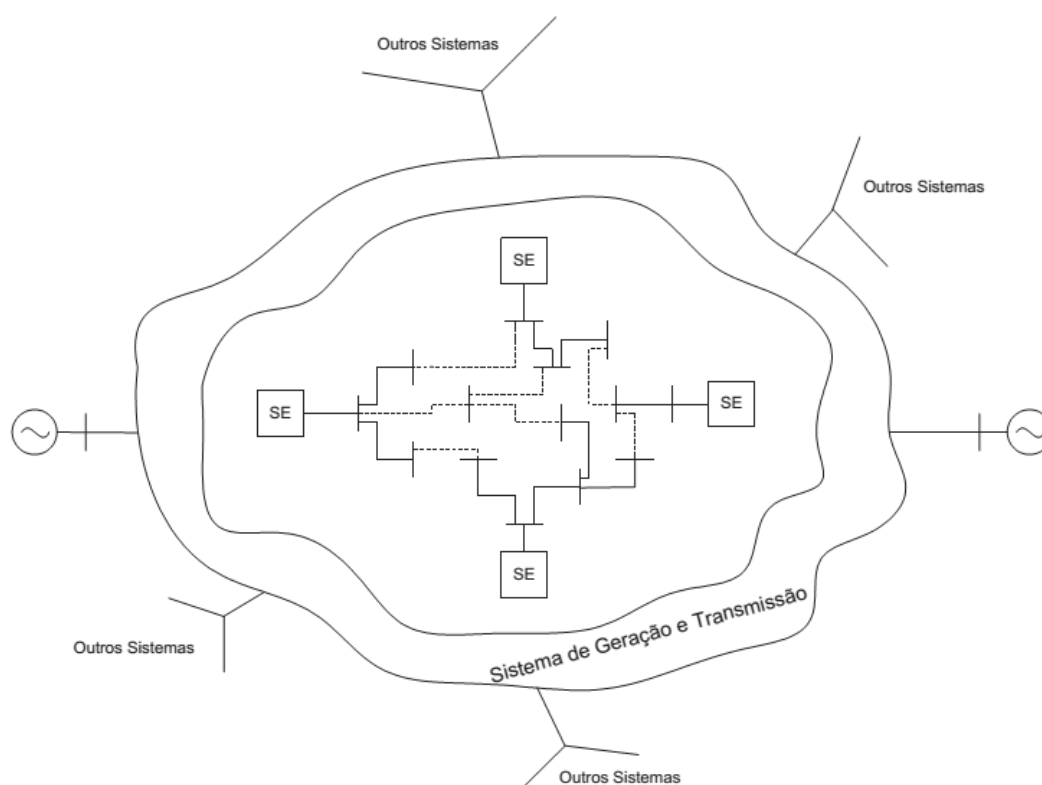 Outros Sistemas
Outros Sistemas
SE
SE
SE
SE
Sistema de Geração e Transmissão
Outros Sistemas
Outros Sistemas